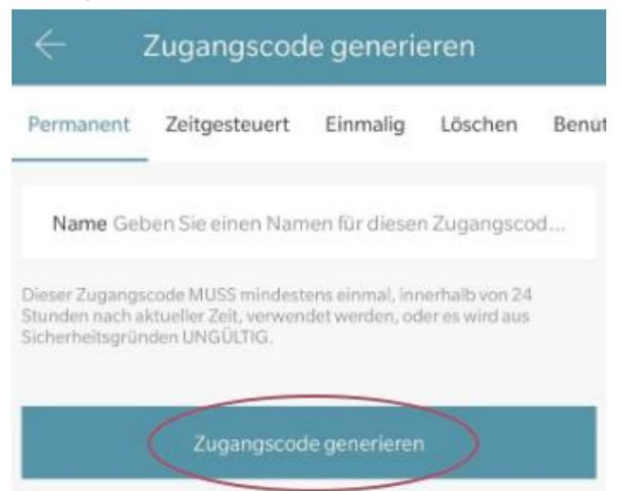 Zugangscode generieren
Permanent Zeitgesteuert Einmalig Löschen Benut
Name Geben Sie einen Namen für diesen Zugangscod...
Dieser Zugangscode MUSS mindestens einmal, innerhalb von 24
Stunden nach aktueller Zeit, verwendet werden, oder es wird aus
Sicherheitsgründen UNGÜLTIG.
Zugangscode generieren